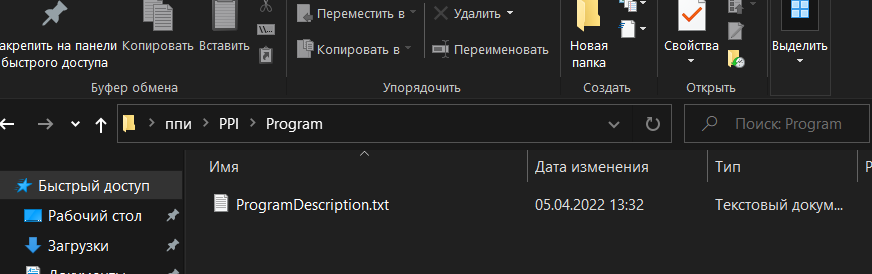 Переместить в
Удалить
акрепить на панели
быстрого доступа
Копировать
Вставить
Копировать в
Переименовать
Новая
папка
Свойства
Выделить
Буфер обмена
Упорядочить
Создать
Открыть
ппи
PPI
Program
Поиск: Program
Имя
Дата изменения
Тип
Быстрый доступ
ProgramDescription.txt
05.04.2022 13:32
Текстовый докум...
Рабочий стол
Загрузки
Документы